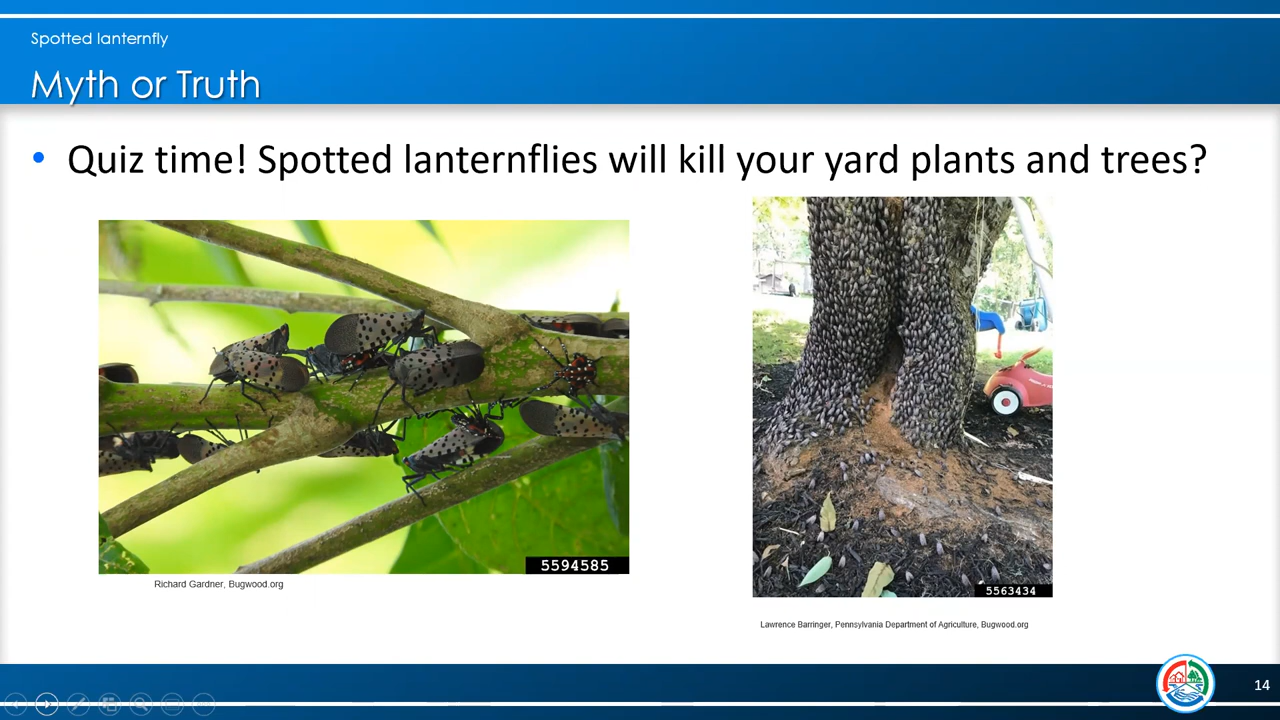 Spotted lanternfly
Myth or Truth
• Quiz time! Spotted lanternflies will kill your yard plants and trees?
5594585
Richard Gardner, Bugwood.org
5563434
Lawrence Barringer, Pennsylvania Department of Agriculture, Bugwood.org
14